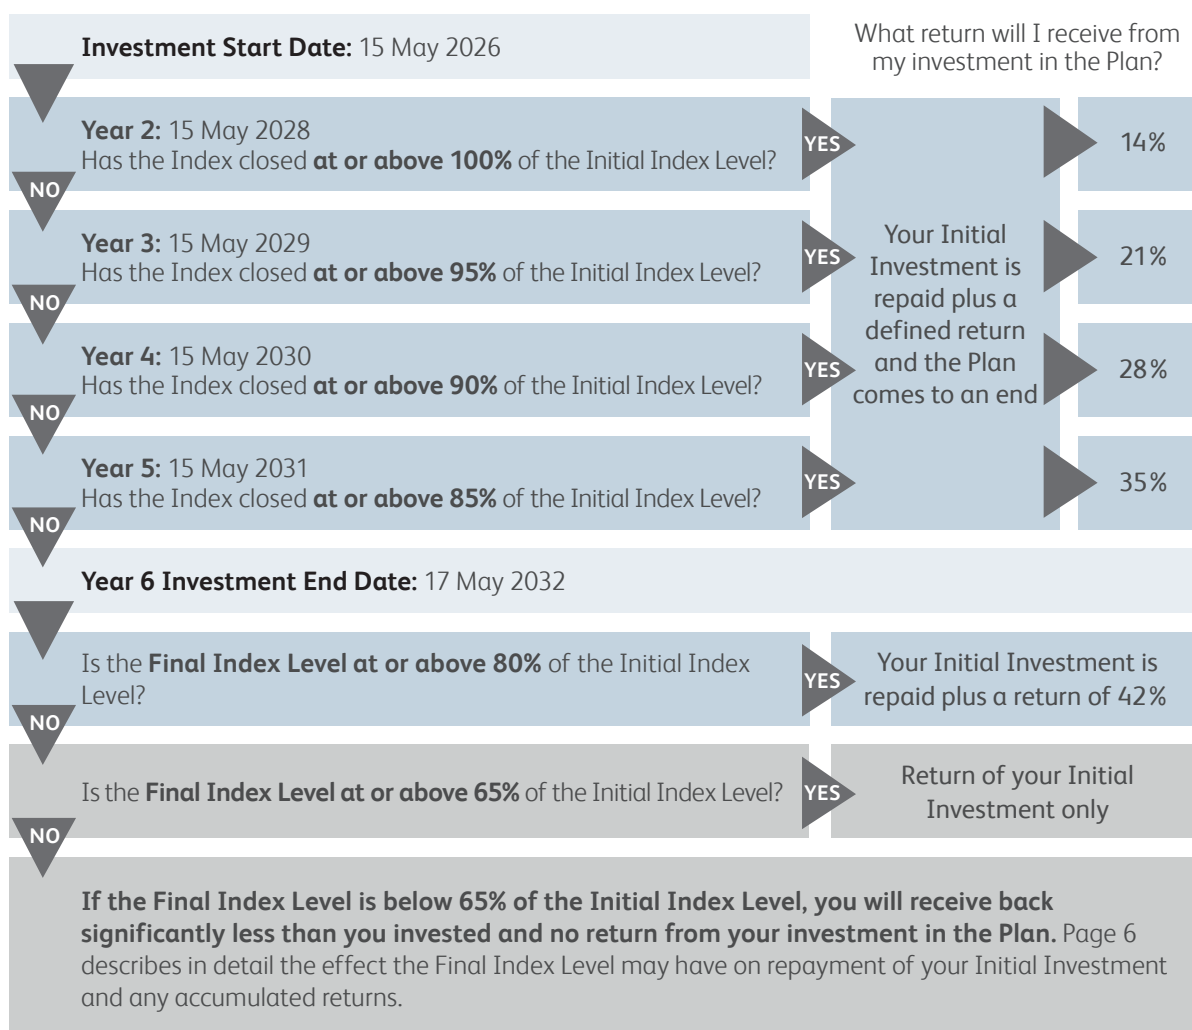 Investment Start Date: 15 May 2026
What return will I receive from
my investment in the Plan?
Year 2: 15 May 2028
Has the Index closed at or above 100% of the Initial Index Level?
YES
14%
NO
Year 3: 15 May 2029
Has the Index closed at or above 95% of the Initial Index Level?
YES
21%
NO
Year 4: 15 May 2030
Has the Index closed at or above 90% of the Initial Index Level?
YES
28%
NO
Year 5: 15 May 2031
Has the Index closed at or above 85% of the Initial Index Level?
YES
35%
NO
Your Initial
Investment is
repaid plus a
defined return
and the Plan
comes to an end
Year 6 Investment End Date: 17 May 2032
Is the Final Index Level at or above 80% of the Initial Index
Level?
YES
Your Initial Investment is
repaid plus a return of 42%
NO
Is the Final Index Level at or above 65% of the Initial Index Level?
YES
Return of your Initial
Investment only
NO
If the Final Index Level is below 65% of the Initial Index Level, you will receive back
significantly less than you invested and no return from your investment in the Plan. Page 6
describes in detail the effect the Final Index Level may have on repayment of your Initial Investment
and any accumulated returns.